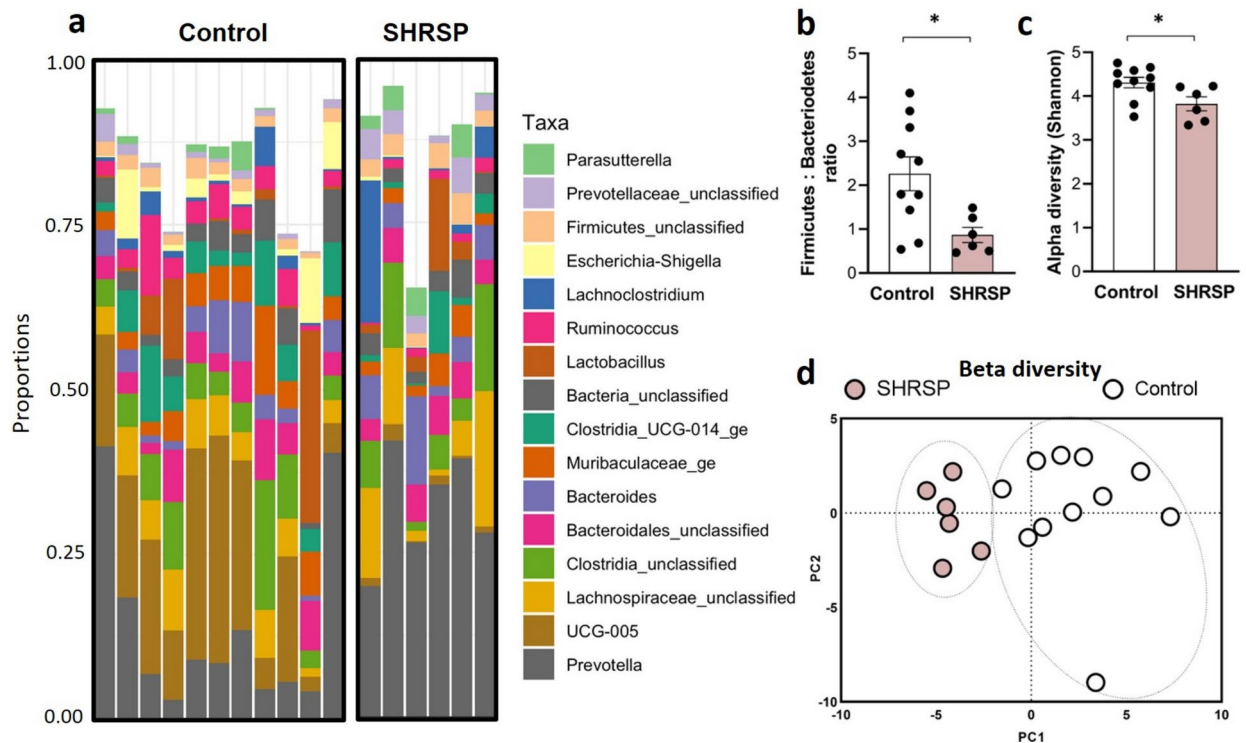 a
Control
SHRSP
1.00
0.75
0.50
0.25
0.00
Proportions
Taxa
Parasutterella
Prevotellaceae_unclassified
Firmicutes_unclassified
Escherichia-Shigella
Lachnoclostridium
Ruminococcus
Lactobacillus
Bacteria_unclassified
Clostridia_UCG-014_ge
Muribaculaceae_ge
Bacteroides
Bacteroidales_unclassified
Clostridia_unclassified
Lachnospiraceae_unclassified
UCG-005
Prevotella
b
*
Firmicutes : Bacteriodetes
ratio
5
4
3
2
1
0
Control
SHRSP
c
*
Alpha diversity (Shannon)
5
4
3
2
1
0
Control
SHRSP
d
Beta diversity
SHRSP
Control
5
0
-5
-10
PC2
-10
-5
0
5
10
PC1